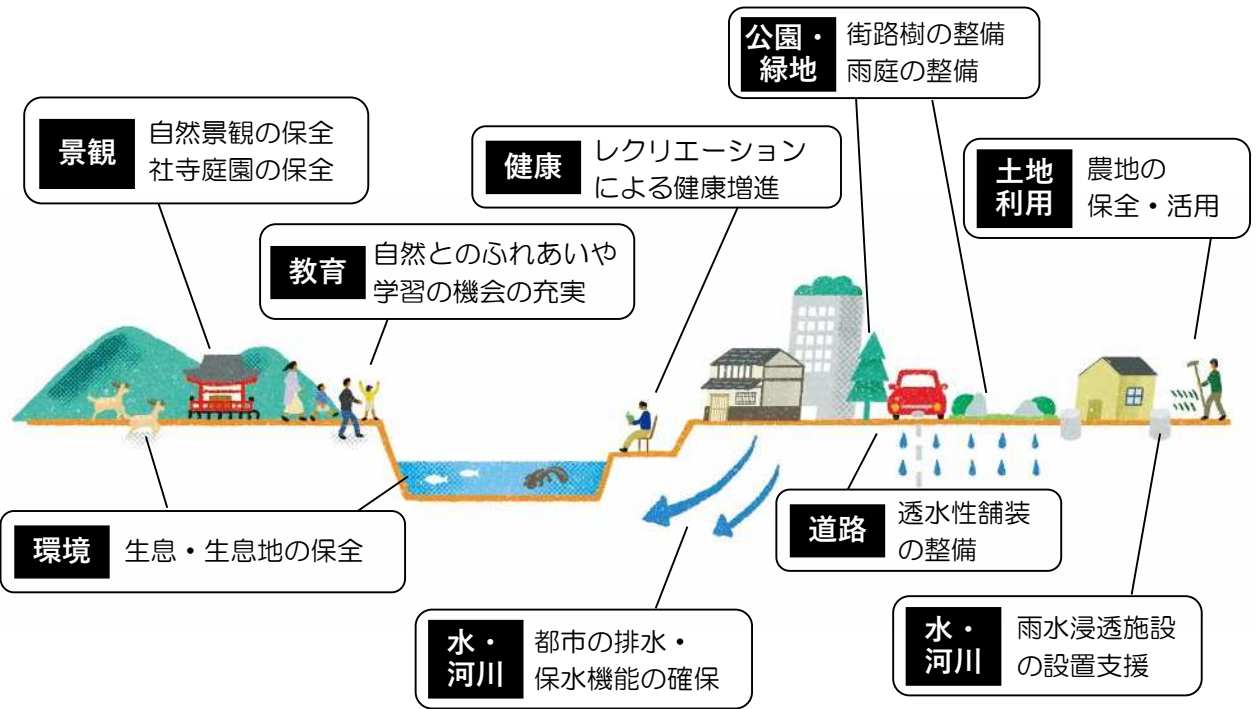 公園・
緑地
街路樹の整備
雨庭の整備
景観
自然景観の保全
社寺庭園の保全
健康
レクリエーション
による健康増進
土地
利用
農地の
保全・活用
教育
自然とのふれあいや
学習の機会の充実
環境
生息・生息地の保全
道路
透水性舗装
の整備
水・
河川
都市の排水・
保水機能の確保
水・
河川
雨水浸透施設
の設置支援